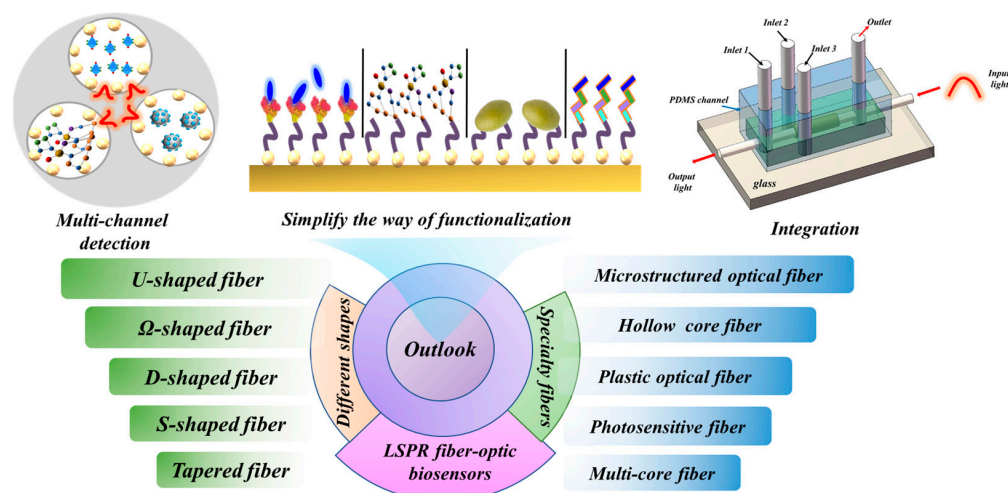 Inlet 2
Outlet
Inlet 1
Inlet 3
Input
light
PDMS channel
Output
light
glass
Multi-channel
detection
Simplify the way of functionalization
Integration
U-shaped fiber
Ω-shaped fiber
D-shaped fiber
S-shaped fiber
Tapered fiber
Different shapes
Outlook
LSPR fiber-optic
biosensors
Specialty fibers
Microstructured optical fiber
Hollow core fiber
Plastic optical fiber
Photosensitive fiber
Multi-core fiber